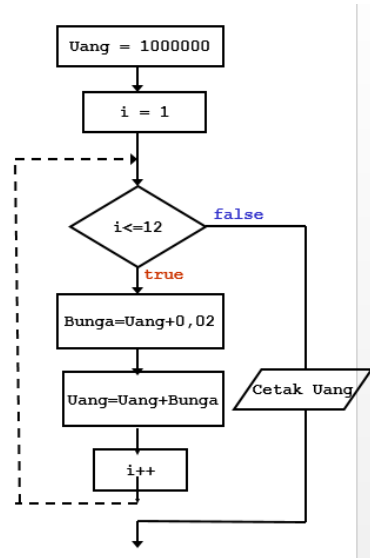 Uang = 1000000
i = 1
i<=12
false
true
Bunga=Uang+0,02
Uang=Uang+Bunga
Cetak Uang
i++